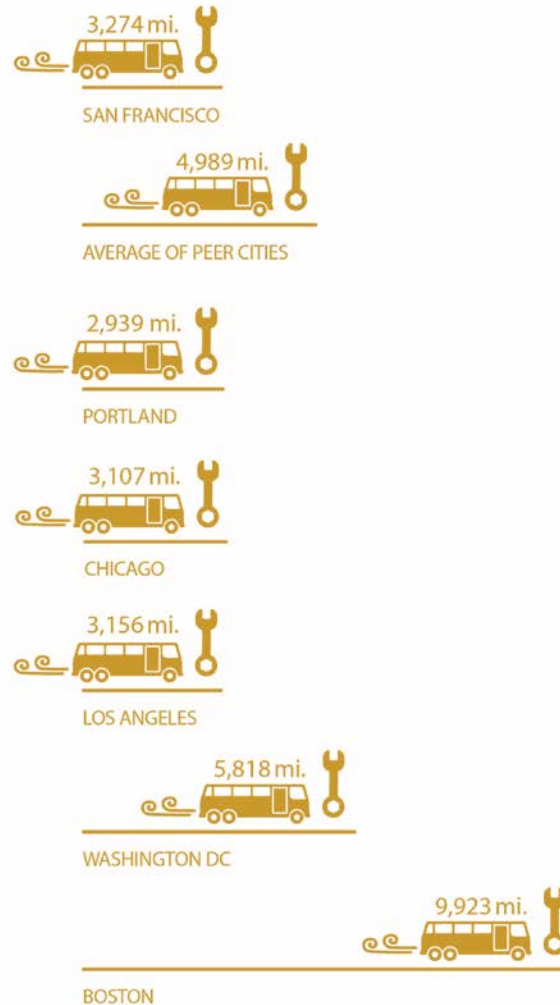 3,274 mi.
SAN FRANCISCO
4,989 mi.
AVERAGE OF PEER CITIES
2,939 mi.
PORTLAND
3,107 mi.
CHICAGO
3,156 mi.
LOS ANGELES
5,818 mi.
WASHINGTON DC
9,923 mi.
BOSTON